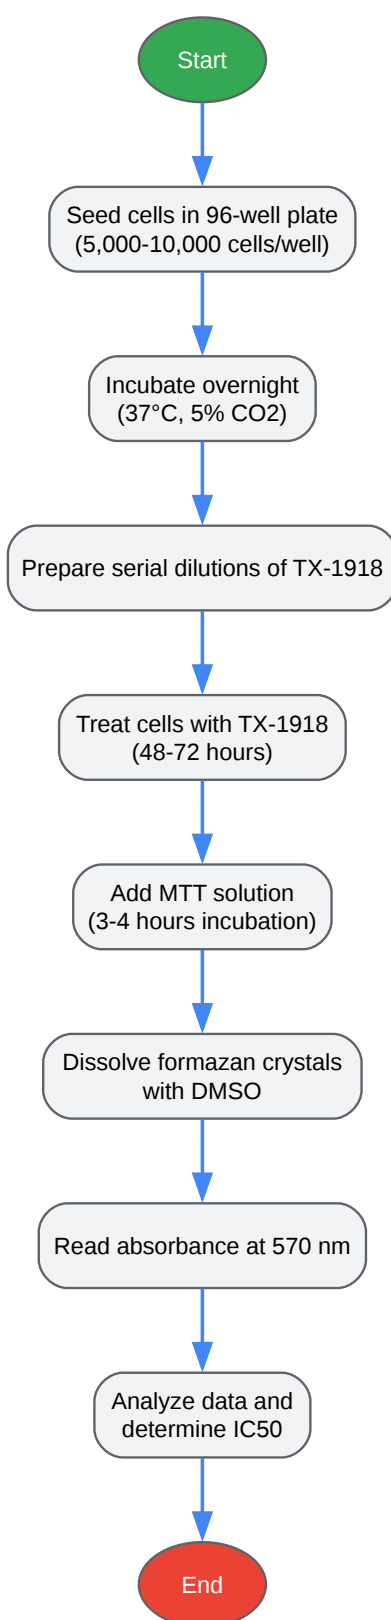 Start
Seed cells in 96-well plate
(5,000-10,000 cells/well)
Incubate overnight
(37°C, 5% CO2)
Prepare serial dilutions of TX-1918
Treat cells with TX-1918
(48-72 hours)
Add MTT solution
(3-4 hours incubation)
Dissolve formazan crystals
with DMSO
Read absorbance at 570 nm
Analyze data and
determine IC50
End